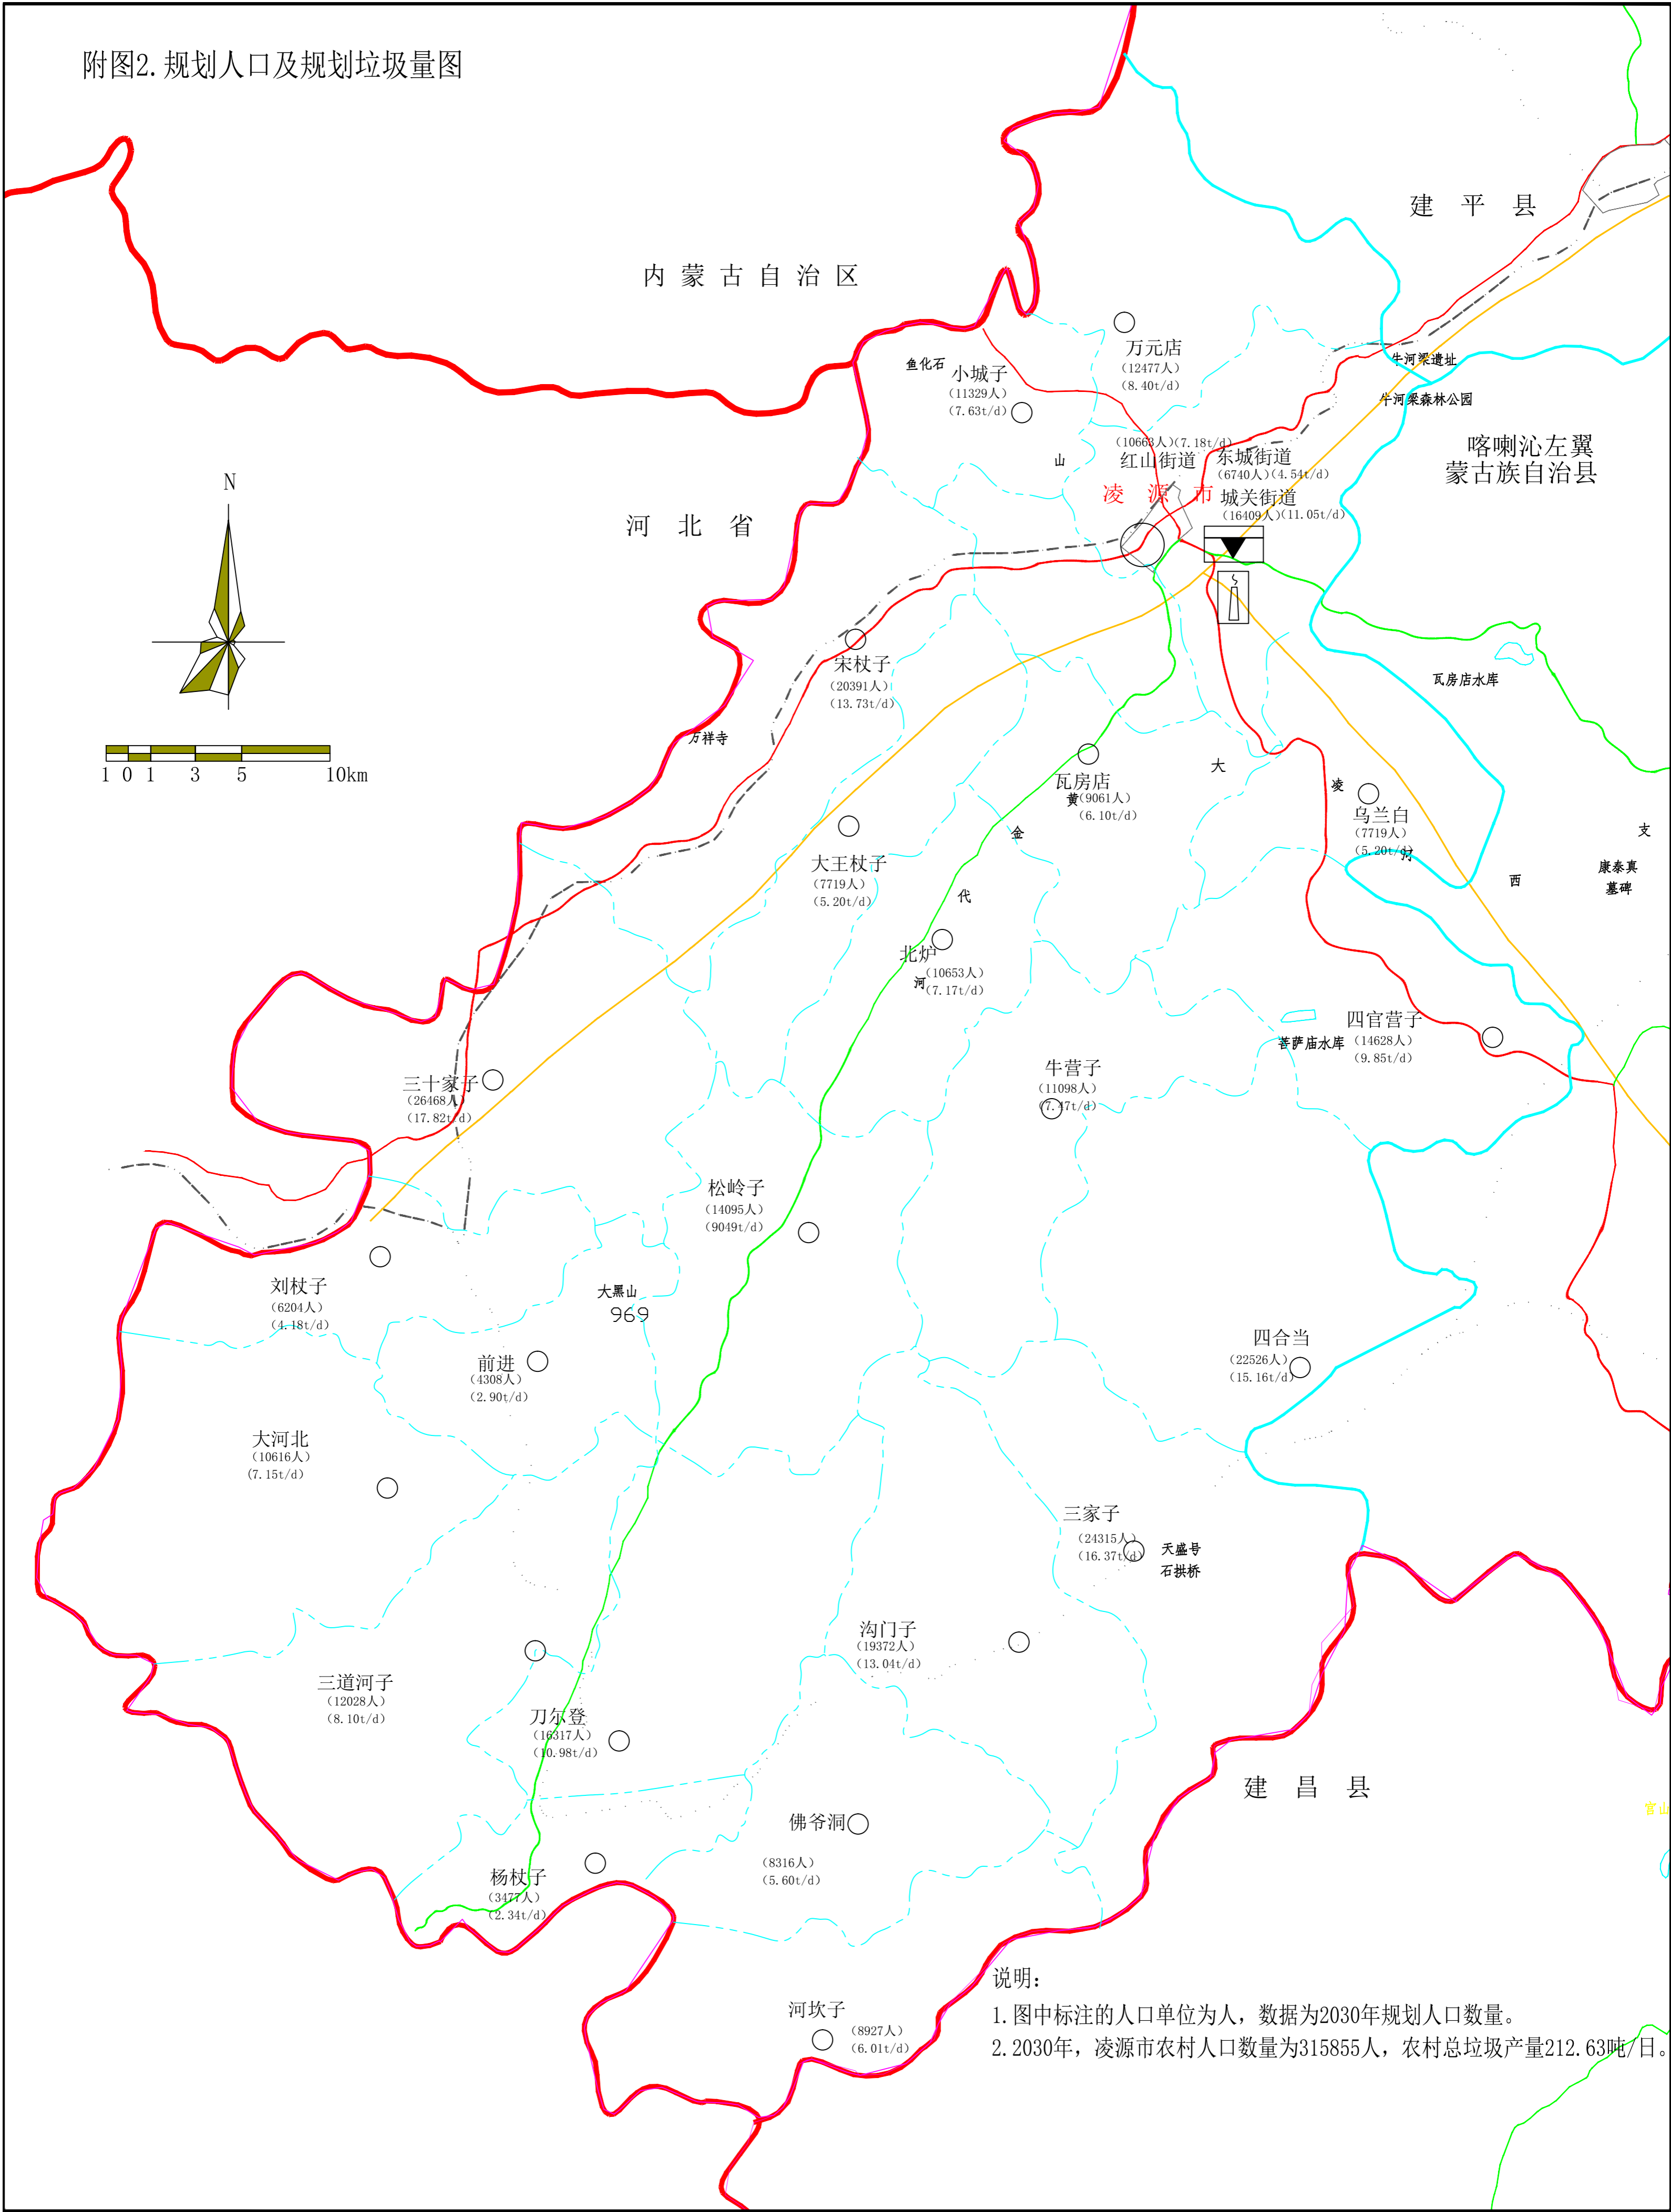 附图2.规划人口及规划垃圾量图
建 平 县
内 蒙 古 自 治 区
万元店
(12477人)
(8.40t/d)
鱼化石
小城子
(11329人)
(7.63t/d)
牛河梁遗址
牛河梁森林公园
喀喇沁左翼
蒙古族自治县
山
(10663人)(7.18t/d)
红山街道
东城街道
(6740人)(4.54t/d)
凌 源 市
城关街道
(16409人)(11.05t/d)
河 北 省
N
宋杖子
(20391人)
(13.73t/d)
瓦房店水库
万祥寺
1 0 1 3 5 10km
瓦房店
黄
(9061人)
(6.10t/d)
大
凌
乌兰白
(7719人)
(5.20t/d)
河
西
支
康泰真
墓碑
金
大王杖子
(7719人)
(5.20t/d)
代
北炉
河
(10653人)
(7.17t/d)
四官营子
(14628人)
(9.85t/d)
菩萨庙水库
牛营子
(11098人)
(7.47t/d)
三十家子
(26468人)
(17.82t/d)
松岭子
(14095人)
(9049t/d)
刘杖子
(6204人)
(4.18t/d)
大黑山
969
四合当
(22526人)
(15.16t/d)
前进
(4308人)
(2.90t/d)
大河北
(10616人)
(7.15t/d)
三家子
(24315人)
(16.37t/d)
天盛号
石拱桥
沟门子
(19372人)
(13.04t/d)
三道河子
(12028人)
(8.10t/d)
刀尔登
(16317人)
(10.98t/d)
建 昌 县
宫山
佛爷洞
(8316人)
(5.60t/d)
杨杖子
(3477人)
(2.34t/d)
河坎子
(8927人)
(6.01t/d)
说明：
1.图中标注的人口单位为人，数据为2030年规划人口数量。
2.2030年，凌源市农村人口数量为315855人，农村总垃圾产量212.63吨/日。